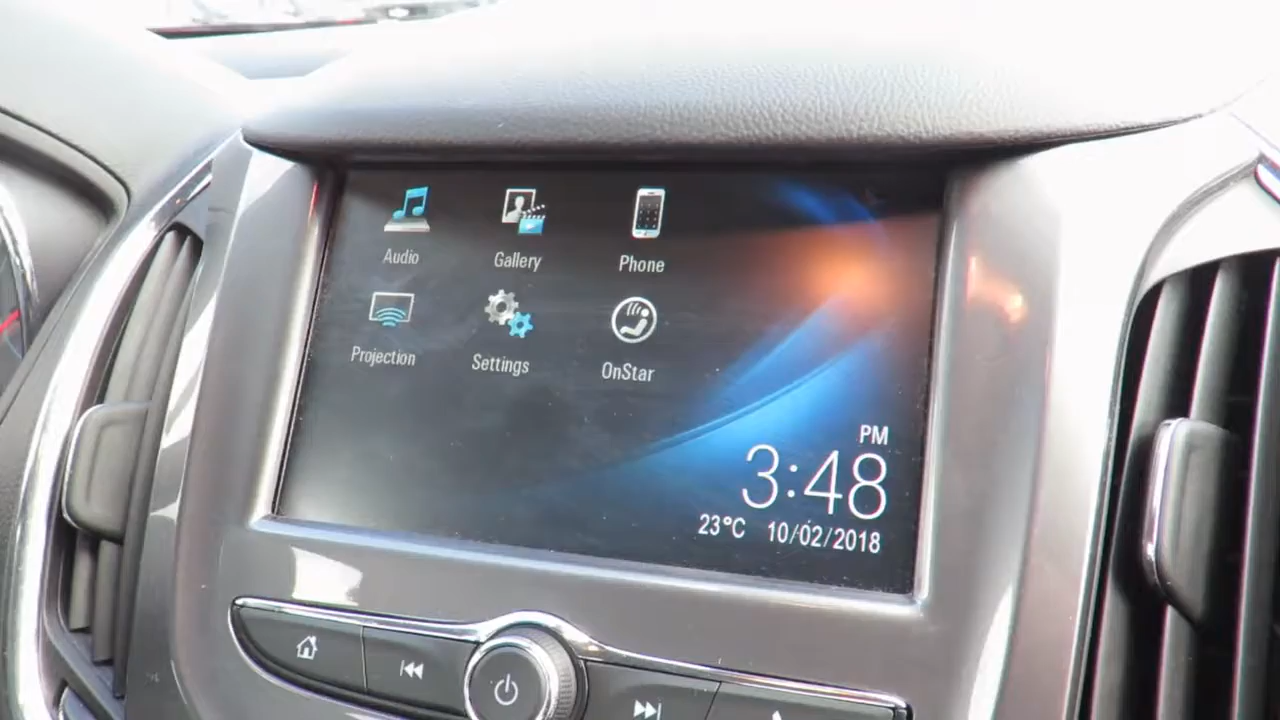 Audio
Gallery
Phone
Projection
Settings
OnStar
PM
3:48
23°C 10/02/2018